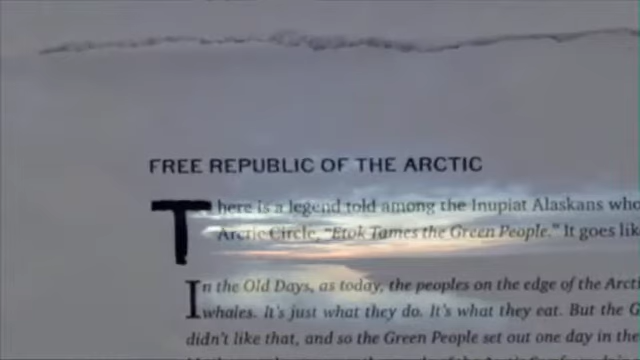 FREE REPUBLIC OF THE ARCTIC
There is a legend told among the Inupiat Alaskans who
Arctic Circle, "Etok Tames the Green People." It goes lik
In the Old Days, as today, the peoples on the edge of the Arcti
whales. It's just what they do. It's what they eat. But the G
didn't like that, and so the Green People set out one day in the